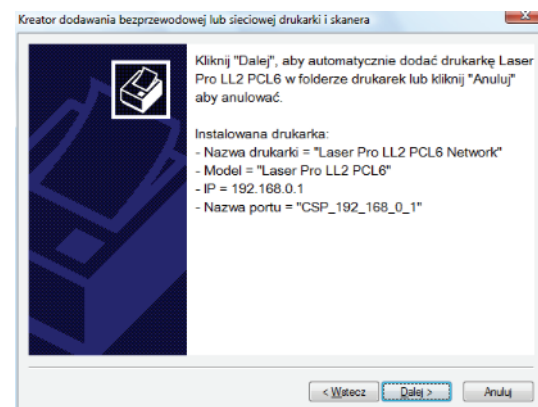 Kreator dodawania bezprzewodowej lub sieciowej drukarki i skanera
Kliknij "Dalej", aby automatycznie dodać drukarkę Laser
Pro LL2 PCL6 w folderze drukarek lub kliknij "Anuluj"
aby anulować.
Instalowana drukarka:
- Nazwa drukarki = "Laser Pro LL2 PCL6 Network"
- Model = "Laser Pro LL2 PCL6"
- IP = 192.168.0.1
- Nazwa portu = "CSP_192_168_0_1"
< Wstecz Dalej > Anuluj